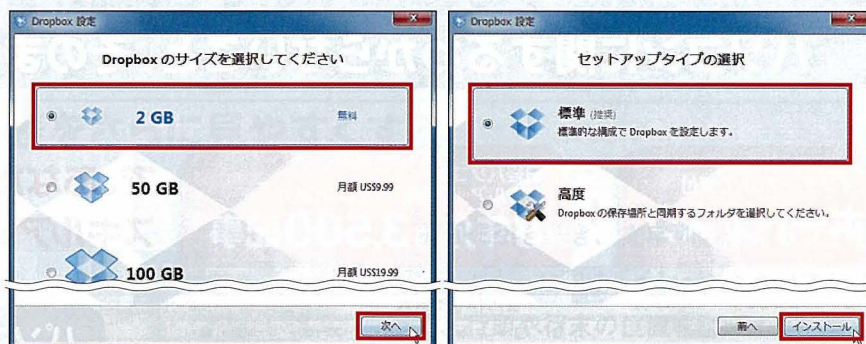 Dropbox 設定
Dropbox のサイズを選択してください
2 GB 無料
50 GB 月額 US$9.99
100 GB 月額 US$19.99
次へ
Dropbox 設定
セットアップタイプの選択
標準 (推奨)
標準的な構成で Dropbox を設定します。
高度
Dropbox の保存場所と同期するフォルダを選択してください。
前へ インストール